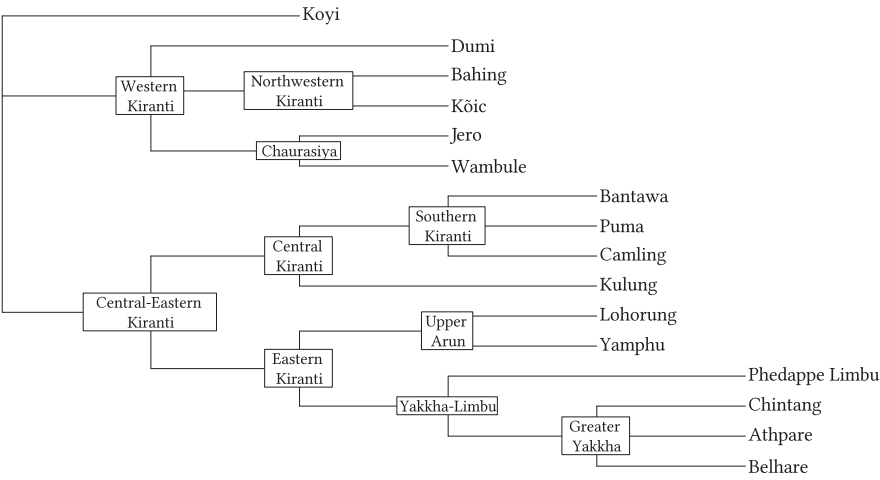 Koyi
Dumi
Western
Kiranti
Northwestern
Kiranti
Bahing
Kõic
Chaurasiya
Jero
Wambule
Central-Eastern
Kiranti
Central
Kiranti
Southern
Kiranti
Bantawa
Puma
Camling
Kulung
Eastern
Kiranti
Upper
Arun
Lohorung
Yamphu
Yakkha-Limbu
Phedappe Limbu
Greater
Yakkha
Chintang
Athpare
Belhare